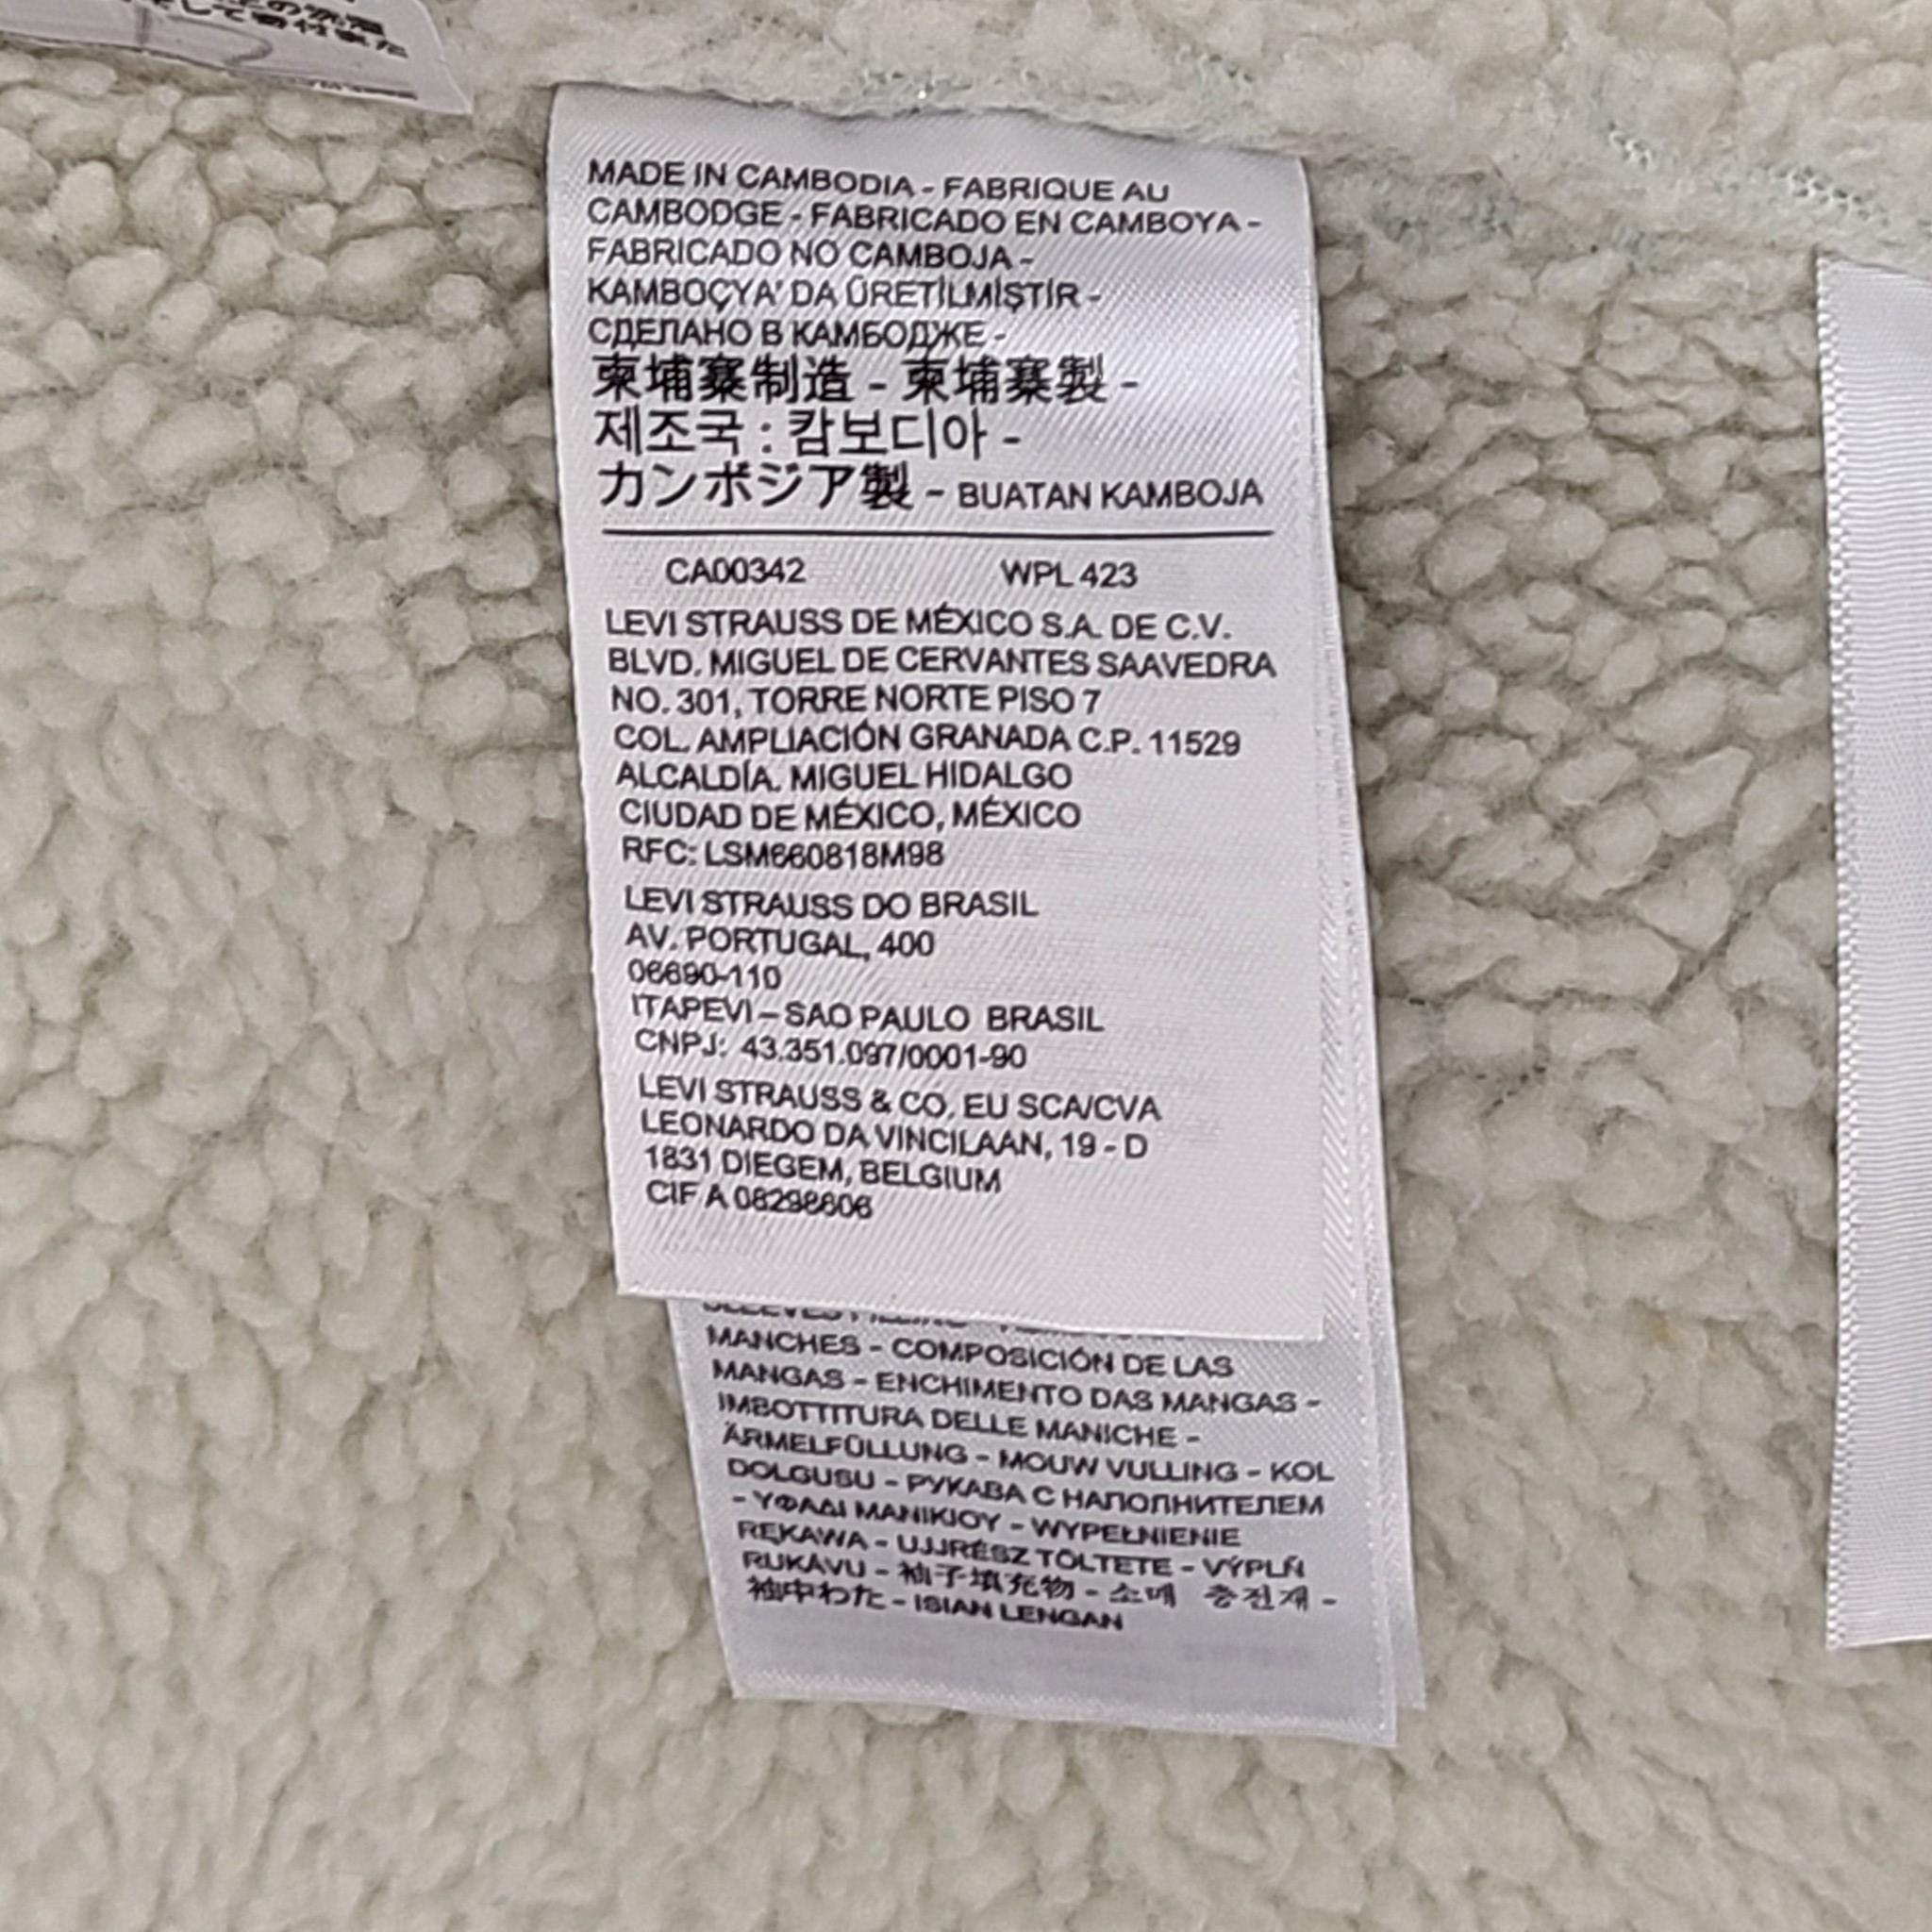 その洗濯
MADE IN CAMBODIA - FABRIQUE AU
CAMBODGE - FABRICADO EN CAMBOYA -
FABRICADO NO CAMBOJA -
KAMBOÇYA' DA ÜRETİLMİŞTİR -
СДЕЛАНО В КАМБОДЖЕ -
柬埔寨制造 - 柬埔寨製 -
제조국 : 캄보디아 -
カンボジア製 - BUATAN KAMBOJA
CA00342 WPL 423
LEVI STRAUSS DE MÉXICO S.A. DE C.V.
BLVD. MIGUEL DE CERVANTES SAAVEDRA
NO. 301, TORRE NORTE PISO 7
COL. AMPLIACIÓN GRANADA C.P. 11529
ALCALDÍA. MIGUEL HIDALGO
CIUDAD DE MÉXICO, MÉXICO
RFC: LSM660818M98
LEVI STRAUSS DO BRASIL
AV. PORTUGAL, 400
06690-110
ITAPEVI – SAO PAULO BRASIL
CNPJ: 43.351.097/0001-90
LEVI STRAUSS & CO. EU SCA/CVA
LEONARDO DA VINCILAAN, 19 - D
1831 DIEGEM, BELGIUM
CIF A 08298606
MANCHES - COMPOSICIÓN DE LAS
MANGAS - ENCHIMENTO DAS MANGAS -
IMBOTTITURA DELLE MANICHE -
ÄRMELFÜLLUNG - MOUW VULLING - KOL
DOLGUSU - РУКАВА С НАПОЛНИТЕЛЕМ
- ΥΦΑΔΙ ΜΑΝΙΚΙΟΥ - WYPEŁNIENIE
RĘKAWA - UJJRÉSZ TÖLTETE - VÝPLŇ
RUKÁVU - 袖子填充物 - 소매 충전재 -
袖中わた - ISIAN LENGAN